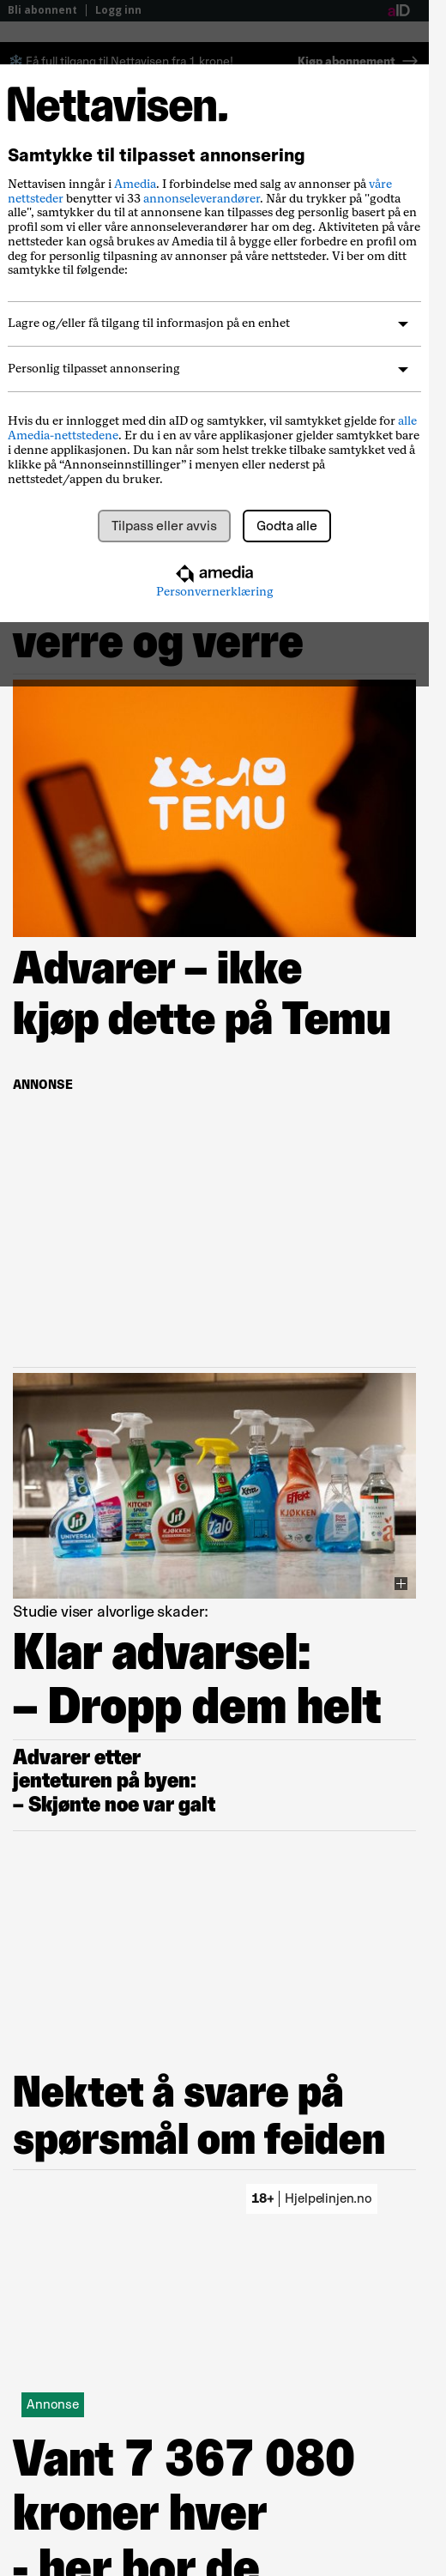 Bli abonnent
Logg inn
aID
Få full tilgang til Nettavisen fra 1 krone!
Kjøp abonnement
Nettavisen.
Samtykke til tilpasset annonsering
Nettavisen inngår i Amedia. I forbindelse med salg av annonser på våre
nettsteder benytter vi 33 annonseleverandører. Når du trykker på "godta
alle", samtykker du til at annonsene kan tilpasses deg personlig basert på en
profil som vi eller våre annonseleverandører har om deg. Aktiviteten på våre
nettsteder kan også brukes av Amedia til å bygge eller forbedre en profil om
deg for personlig tilpasning av annonser på våre nettsteder. Vi ber om ditt
samtykke til følgende:
Lagre og/eller få tilgang til informasjon på en enhet
Personlig tilpasset annonsering
Hvis du er innlogget med din aID og samtykker, vil samtykket gjelde for alle
Amedia-nettstedene. Er du i en av våre applikasjoner gjelder samtykket bare
i denne applikasjonen. Du kan når som helst trekke tilbake samtykket ved å
klikke på “Annonseinnstillinger” i menyen eller nederst på
nettstedet/appen du bruker.
Tilpass eller avvis
Godta alle
amedia
Personvernerklæring
verre og verre
TEMU
Advarer – ikke
kjøp dette på Temu
ANNONSE
Jif
UNIVERSAL
KITCHEN
Jif
KJØKKEN
Zalo
Xtra
Effekt
KJØKKEN
Studie viser alvorlige skader:
Klar advarsel:
– Dropp dem helt
Advarer etter
jenteturen på byen:
– Skjønte noe var galt
Nektet å svare på
spørsmål om feiden
18+
Hjelpelinjen.no
Annonse
Vant 7 367 080
kroner hver
- her bor de